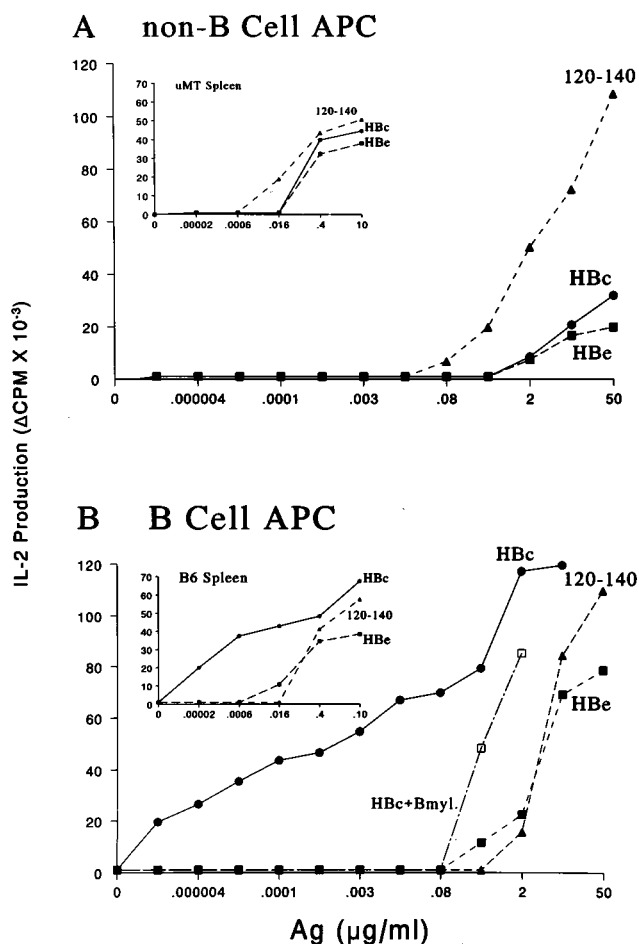 A non-B Cell APC
120
100
80
60
40
20
0
0 .000004 .0001 .003 .08 2 50
120-140
HBc
HBe
uMT Spleen
70
60
50
40
30
20
10
0
0 .00002 .0006 .016 .4 10
120-140
HBc
HBe
IL-2 Production (ΔCPM X 10⁻³)
B B Cell APC
120
100
80
60
40
20
0
0 .000004 .0001 .003 .08 2 50
HBc
120-140
HBe
HBc+Bmyl.
B6 Spleen
70
60
50
40
30
20
10
0
0 .00002 .0006 .016 .4 .10
HBc
120-140
HBe
Ag (µg/ml)